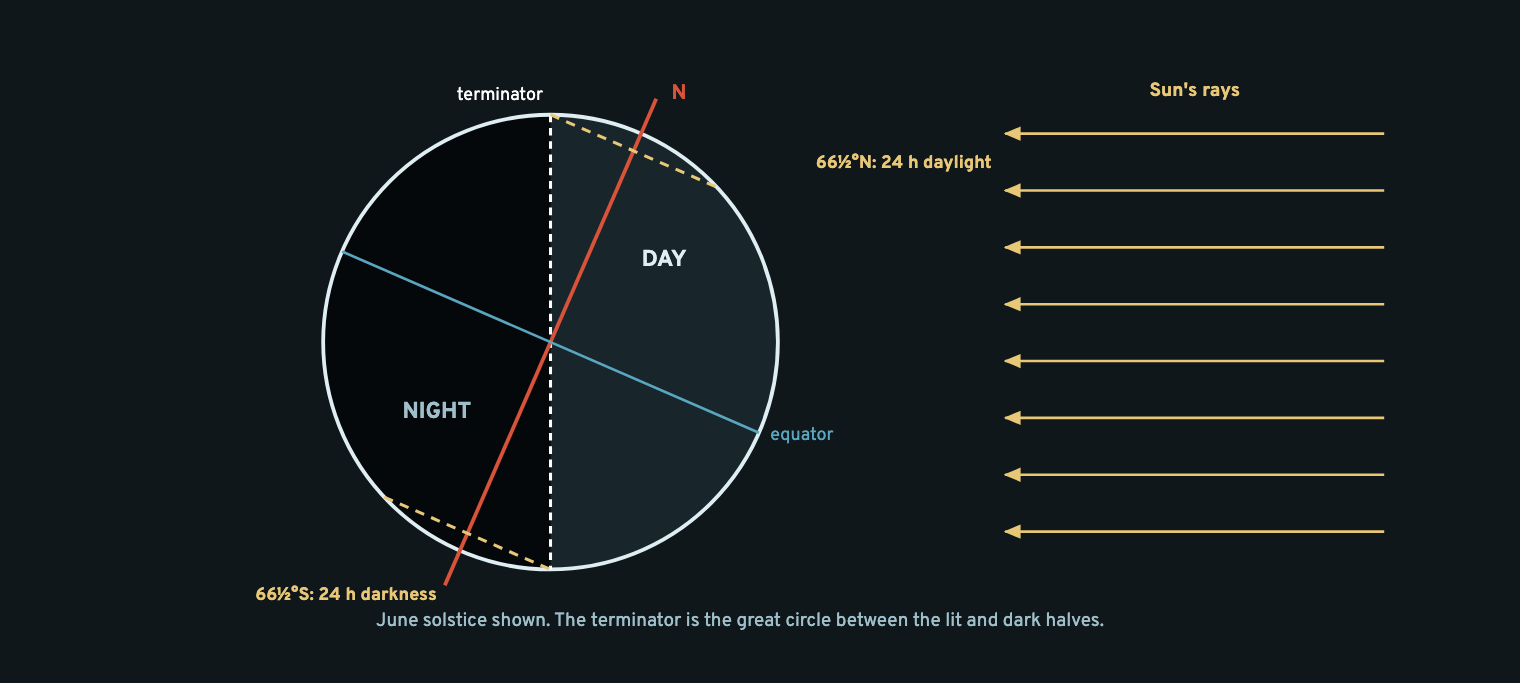 Sun's rays
N
terminator
66½°N: 24 h daylight
DAY
NIGHT
equator
66½°S: 24 h darkness
June solstice shown. The terminator is the great circle between the lit and dark halves.